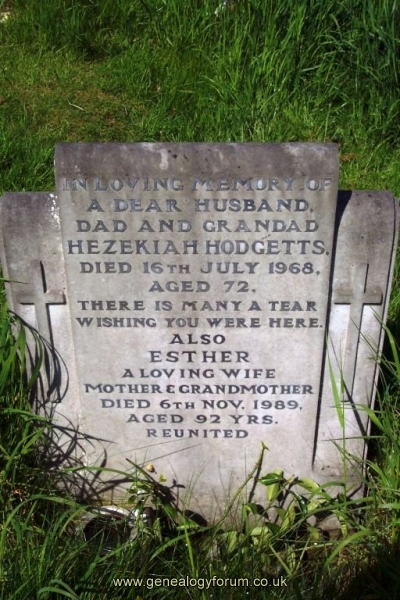 IN LOVING MEMORY OF
A DEAR HUSBAND,
DAD AND GRANDAD
HEZEKIAH HODGETTS,
DIED 16TH JULY 1968,
AGED 72,
THERE IS MANY A TEAR
WISHING YOU WERE HERE.
ALSO
ESTHER
A LOVING WIFE
MOTHER & GRANDMOTHER
DIED 6TH NOV. 1989,
AGED 92 YRS.
REUNITED
www.genealogyforum.co.uk